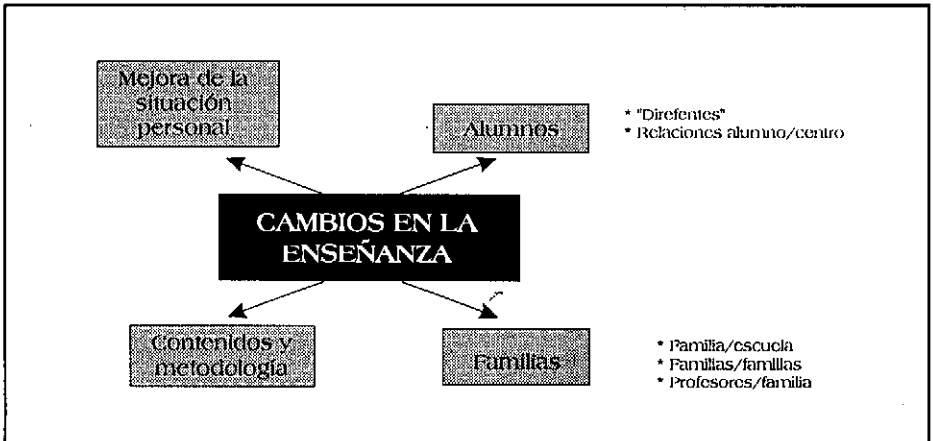 Mejora de la
situación
personal
Alumnos
* "Direfentes"
* Relaciones alumno/centro
CAMBIOS EN LA
ENSEÑANZA
Contenidos y
metodología
Familias
* Familia/escuela
* Familias/familias
* Profesores/familia